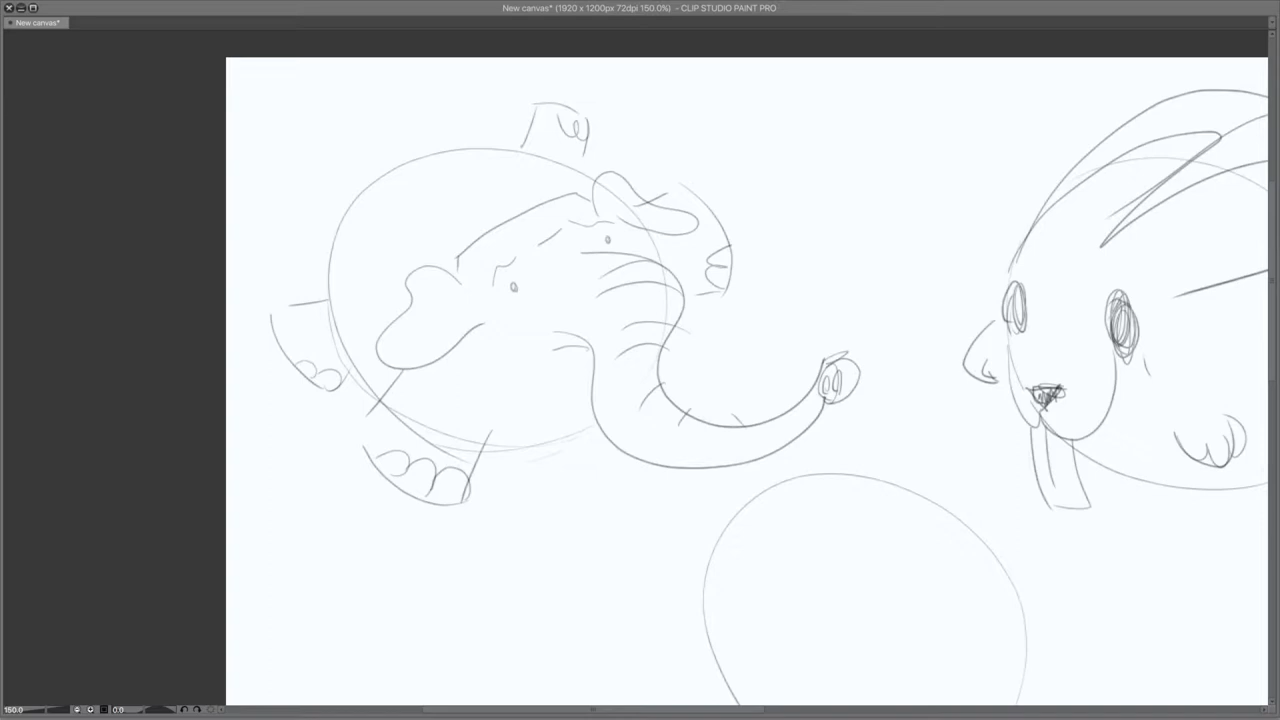 New canvas* (1920 x 1200px 72dpi 150.0%) - CLIP STUDIO PAINT PRO
New canvas*
150.0
0.0